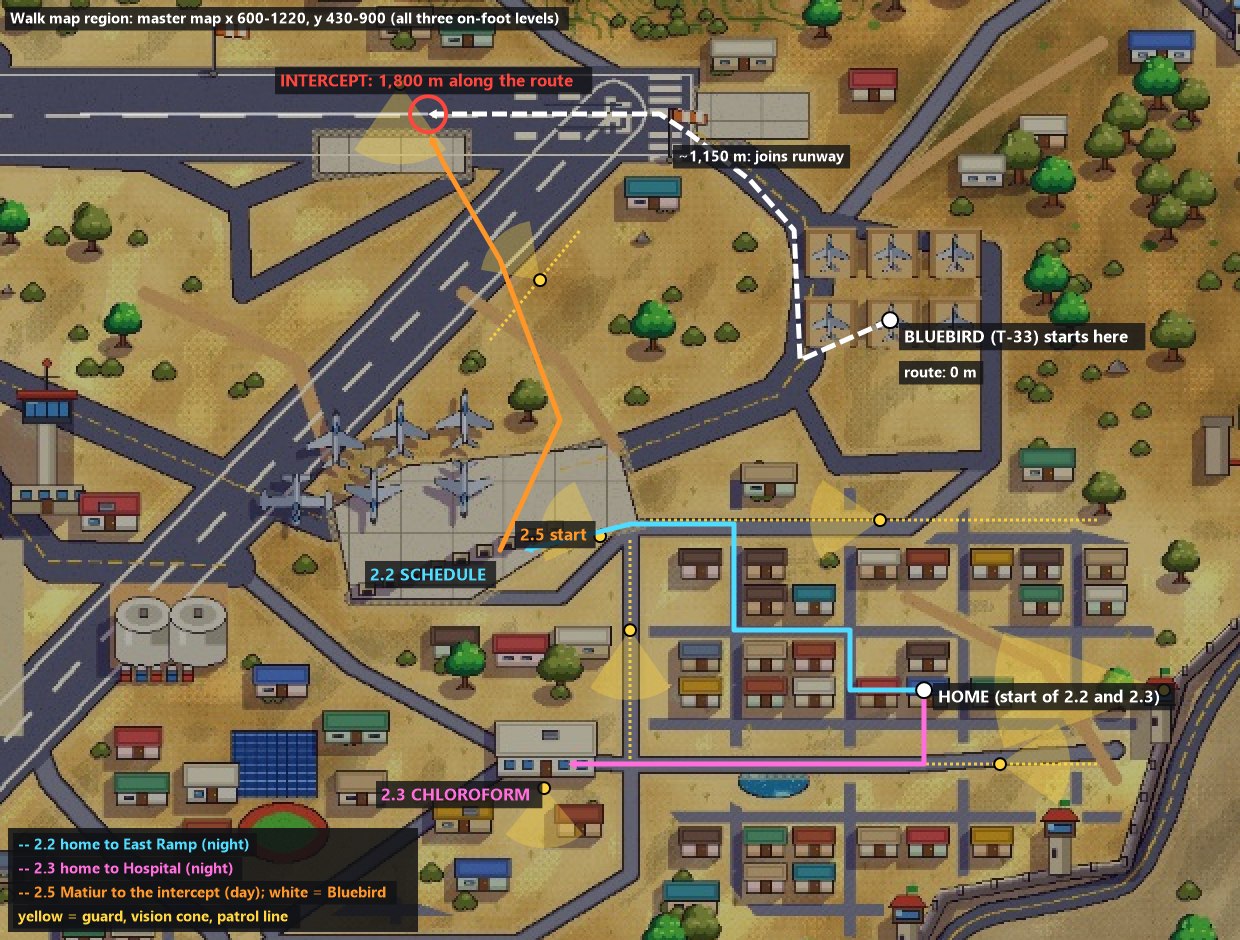 Walk map region: master map x 600-1220, y 430-900 (all three on-foot levels)
INTERCEPT: 1,800 m along the route
~1,150 m: joins runway
BLUEBIRD (T-33) starts here
route: 0 m
2.5 start
2.2 SCHEDULE
HOME (start of 2.2 and 2.3)
2.3 CHLOROFORM
-- 2.2 home to East Ramp (night)
-- 2.3 home to Hospital (night)
-- 2.5 Matiur to the intercept (day); white = Bluebird
yellow = guard, vision cone, patrol line